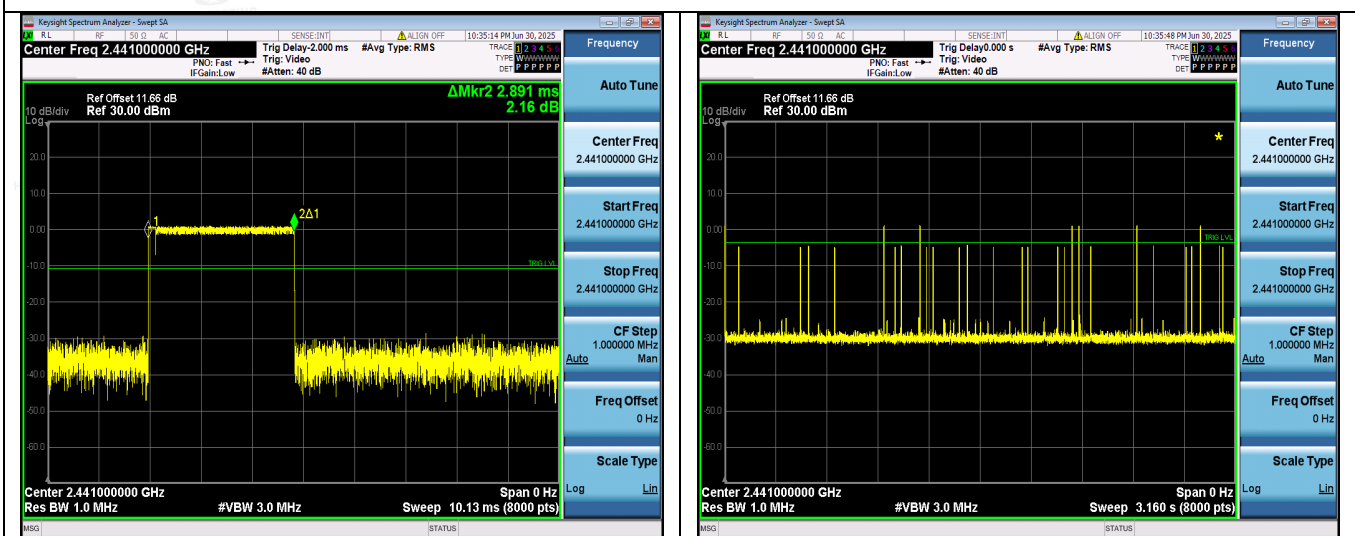 Keysight Spectrum Analyzer - Swept SA
LXI RL RF 50 Ω AC SENSE:INT ALIGN OFF 10:35:14 PM Jun 30, 2025
Center Freq 2.441000000 GHz
PNO: Fast
IFGain:Low
Trig Delay-2.000 ms
Trig: Video
#Atten: 40 dB
#Avg Type: RMS
TRACE 1 2 3 4 5 6
TYPE WWWWWW
DET P P P P P P
ΔMkr2 2.891 ms
2.16 dB
Ref Offset 11.66 dB
10 dB/div Ref 30.00 dBm
Log
20.0
10.0
0.00
-10.0
-20.0
-30.0
-40.0
-50.0
-60.0
1
2Δ1
TRIG LVL
Center 2.441000000 GHz Span 0 Hz
Res BW 1.0 MHz #VBW 3.0 MHz Sweep 10.13 ms (8000 pts)
MSG STATUS
Frequency
Auto Tune
Center Freq
2.441000000 GHz
Start Freq
2.441000000 GHz
Stop Freq
2.441000000 GHz
CF Step
1.000000 MHz
Auto Man
Freq Offset
0 Hz
Scale Type
Log Lin
Keysight Spectrum Analyzer - Swept SA
LXI RL RF 50 Ω AC SENSE:INT ALIGN OFF 10:35:48 PM Jun 30, 2025
Center Freq 2.441000000 GHz
PNO: Fast
IFGain:Low
Trig Delay0.000 s
Trig: Video
#Atten: 40 dB
#Avg Type: RMS
TRACE 1 2 3 4 5 6
TYPE WWWWWW
DET P P P P P P
Ref Offset 11.66 dB
10 dB/div Ref 30.00 dBm
Log
*
20.0
10.0
0.00
-10.0
-20.0
-30.0
-40.0
-50.0
-60.0
TRIG LVL
Center 2.441000000 GHz Span 0 Hz
Res BW 1.0 MHz #VBW 3.0 MHz Sweep 3.160 s (8000 pts)
MSG STATUS
Frequency
Auto Tune
Center Freq
2.441000000 GHz
Start Freq
2.441000000 GHz
Stop Freq
2.441000000 GHz
CF Step
1.000000 MHz
Auto Man
Freq Offset
0 Hz
Scale Type
Log Lin